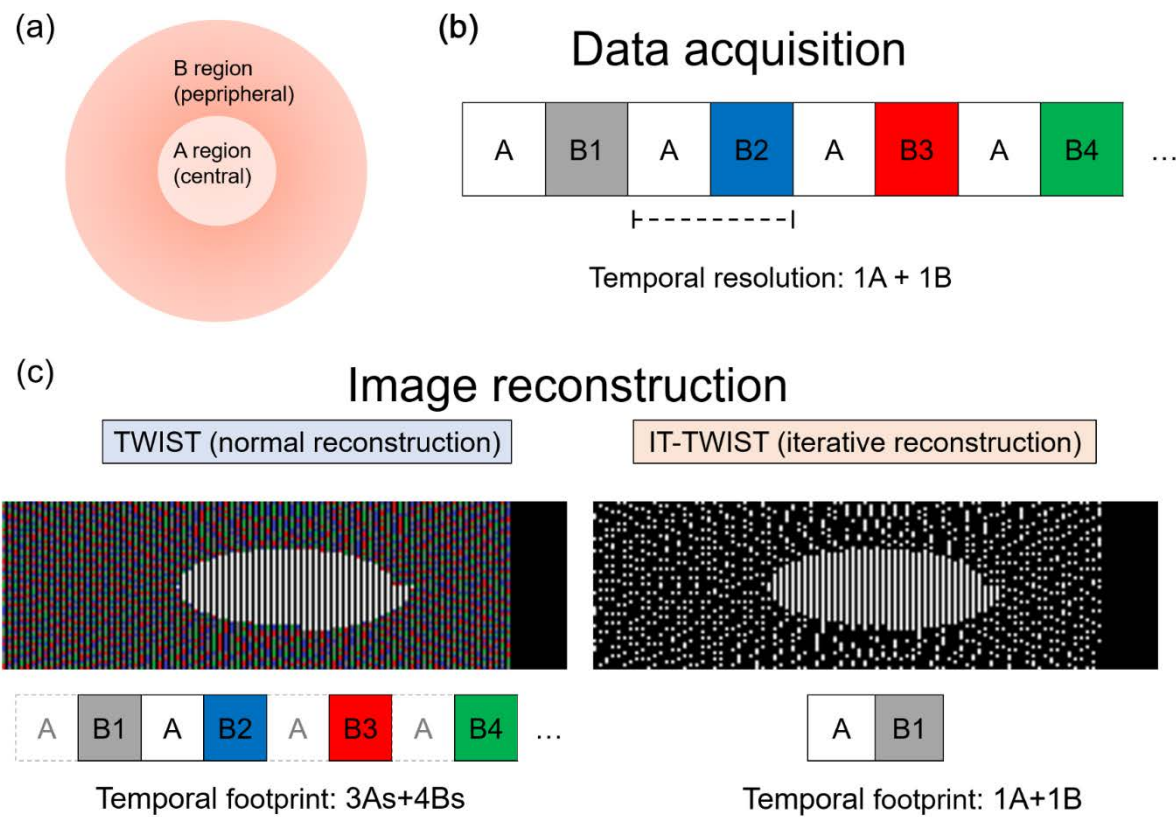 (a)
B region
(pepripheral)
A region
(central)
(b)
Data acquisition
A B1 A B2 A B3 A B4 ...
Temporal resolution: 1A + 1B
(c)
Image reconstruction
TWIST (normal reconstruction)
IT-TWIST (iterative reconstruction)
A B1 A B2 A B3 A B4 ...
A B1
Temporal footprint: 3As+4Bs
Temporal footprint: 1A+1B